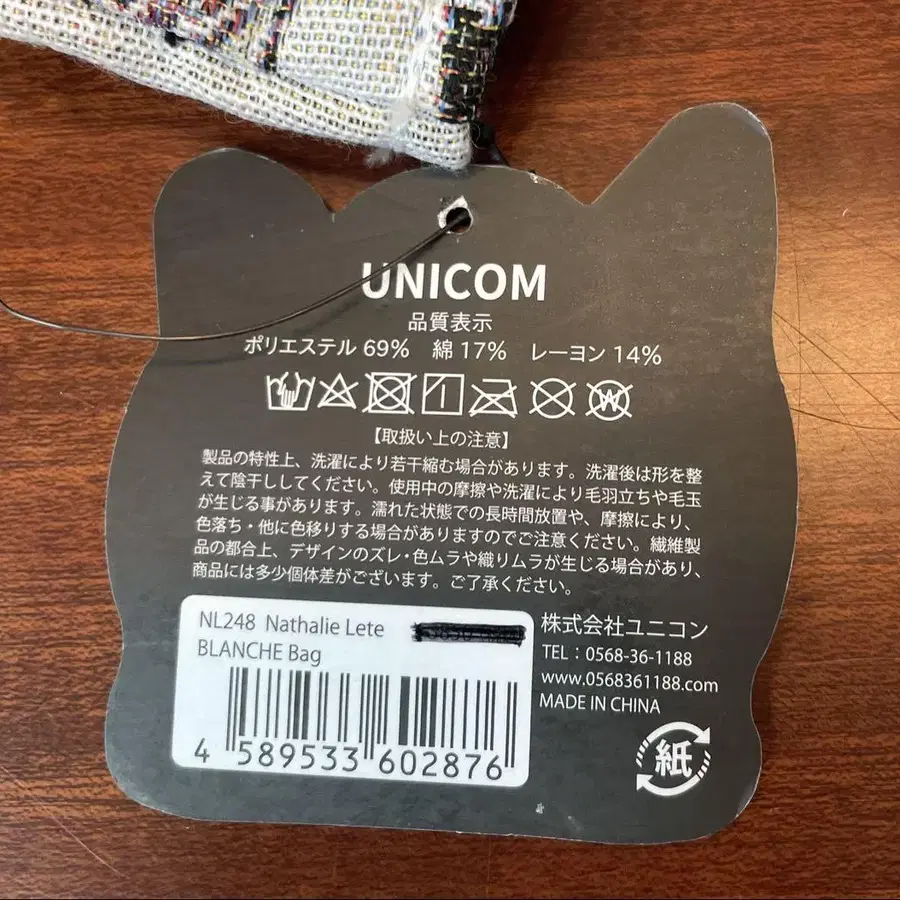 UNICOM
品質表示
ポリエステル 69% 綿 17% レーヨン 14%
【取扱い上の注意】
製品の特性上、洗濯により若干縮む場合があります。洗濯後は形を整
えて陰干ししてください。使用中の摩擦や洗濯により毛羽立ちや毛玉
が生じる事があります。濡れた状態での長時間放置や、摩擦により、
色落ち・他に色移りする場合がありますのでご注意ください。繊維製
品の都合上、デザインのズレ・色ムラや織りムラが生じる場合があり、
商品には多少個体差がございます。ご了承ください。
NL248 Nathalie Lete
BLANCHE Bag
4 589533 602876
株式会社ユニコン
TEL：0568-36-1188
www.0568361188.com
MADE IN CHINA
紙